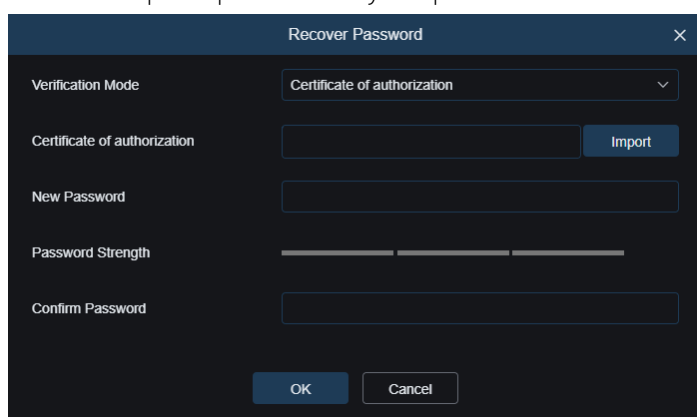 Recover Password
Verification Mode Certificate of authorization
Certificate of authorization Import
New Password
Password Strength
Confirm Password
OK Cancel